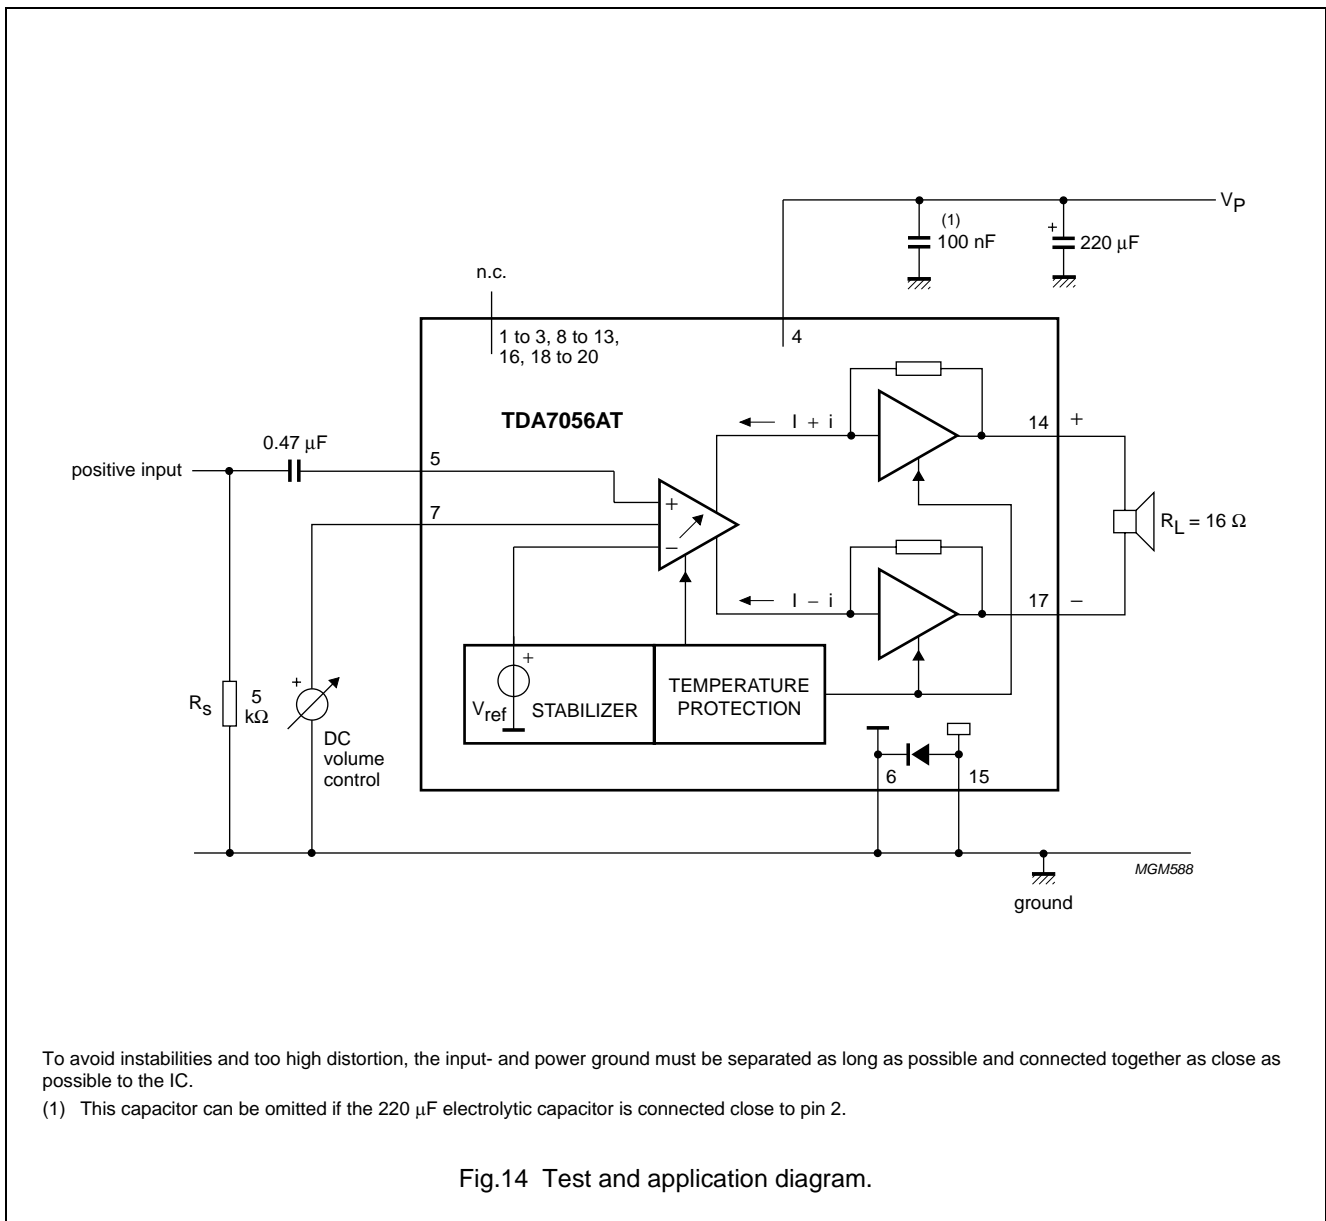 VP
(1)
100 nF
+
220 μF
n.c.
1 to 3, 8 to 13,
16, 18 to 20
4
TDA7056AT
I + i
14
+
0.47 μF
positive input
5
+
7
RL = 16 Ω
−
I − i
17
−
+
Vref
STABILIZER
TEMPERATURE
PROTECTION
Rs
5
kΩ
+
DC
volume
control
6
15
MGM588
ground
To avoid instabilities and too high distortion, the input- and power ground must be separated as long as possible and connected together as close as
possible to the IC.
(1) This capacitor can be omitted if the 220 μF electrolytic capacitor is connected close to pin 2.
Fig.14 Test and application diagram.